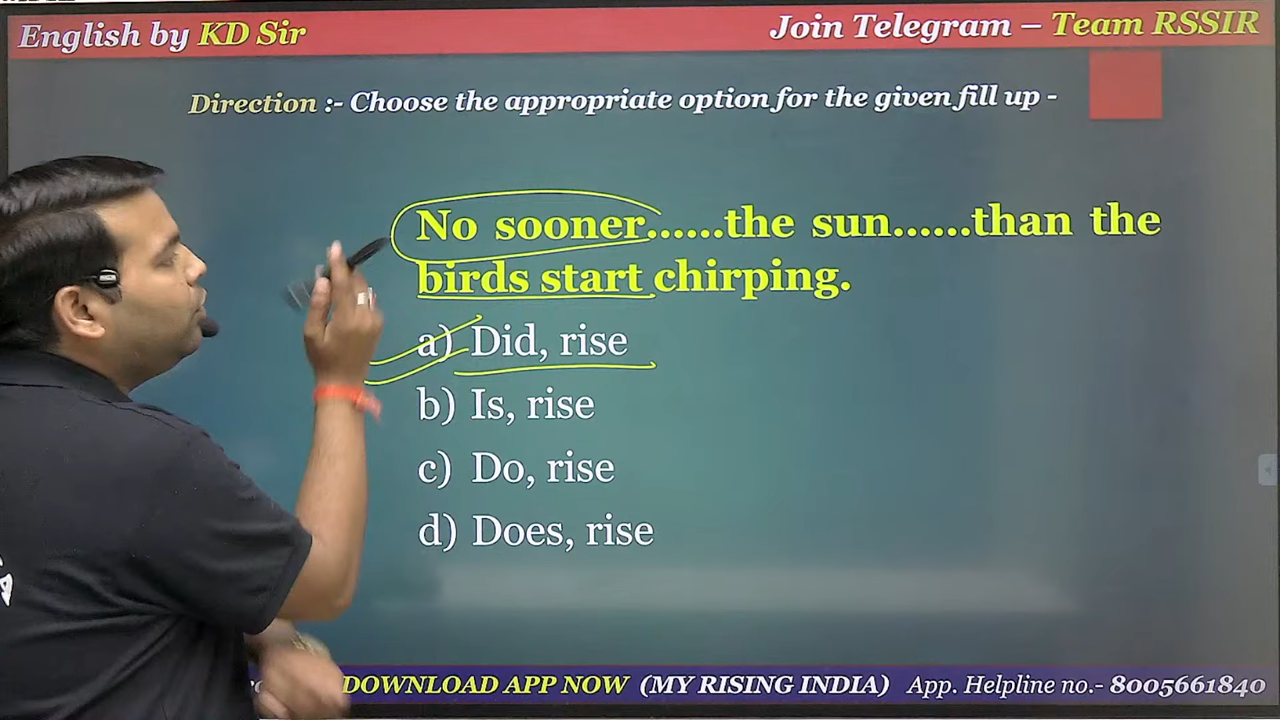 English by KD Sir
Join Telegram – Team RSSIR
Direction :- Choose the appropriate option for the given fill up -
No sooner......the sun......than the
birds start chirping.
a) Did, rise
b) Is, rise
c) Do, rise
d) Does, rise
DOWNLOAD APP NOW (MY RISING INDIA) App. Helpline no.- 8005661840